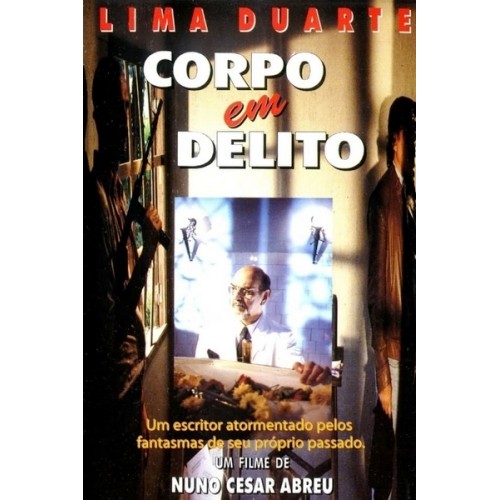 LIMA DUARTE
CORPO
em
DELITO
Um escritor atormentado pelos
fantasmas de seu próprio passado.
UM FILME DE
NUNO CESAR ABREU